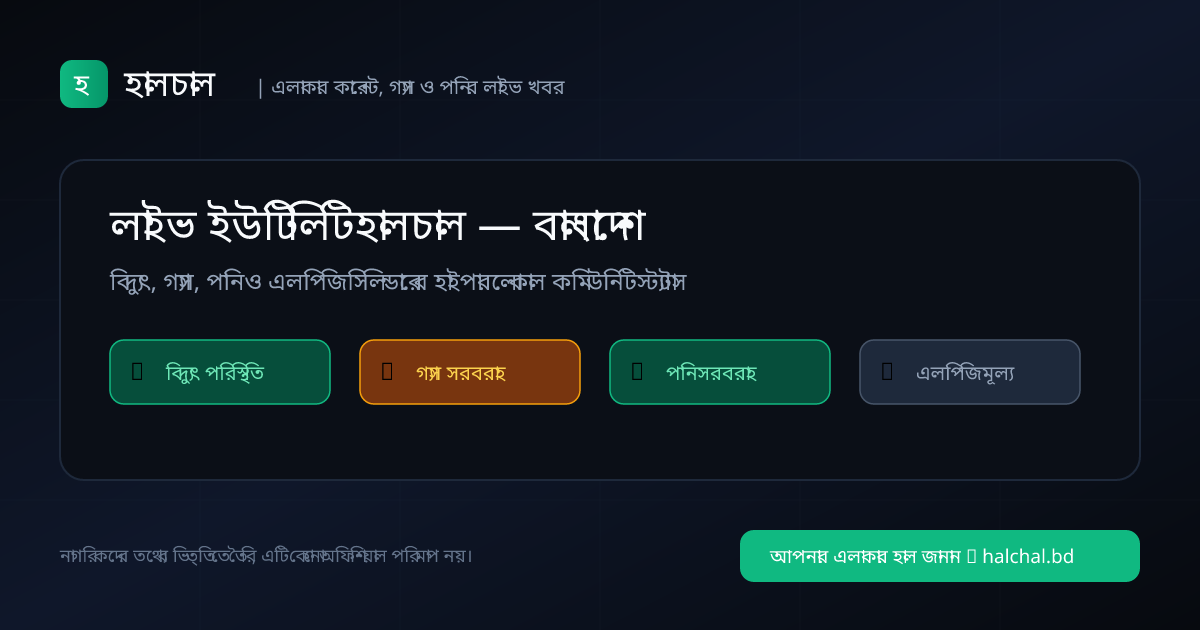 হ
হালচাল | এলাকার কারেন্ট, গ্যাস ও পানির লাইভ খবর
লাইভ ইউটিলিটি হালচাল — বাংলাদেশ
বিদ্যুৎ, গ্যাস, পানি ও এলপিজি সিলিন্ডারের হাইপারলোকাল কমিউনিটি স্ট্যাটাস
বিদ্যুৎ পরিস্থিতি
গ্যাস সরবরাহ
পানি সরবরাহ
এলপিজি মূল্য
নাগরিকদের তথ্যের ভিত্তিতে তৈরি, এটি কোনো অফিশিয়াল পরিমাপ নয়।
আপনার এলাকার হাল জানান halchal.bd